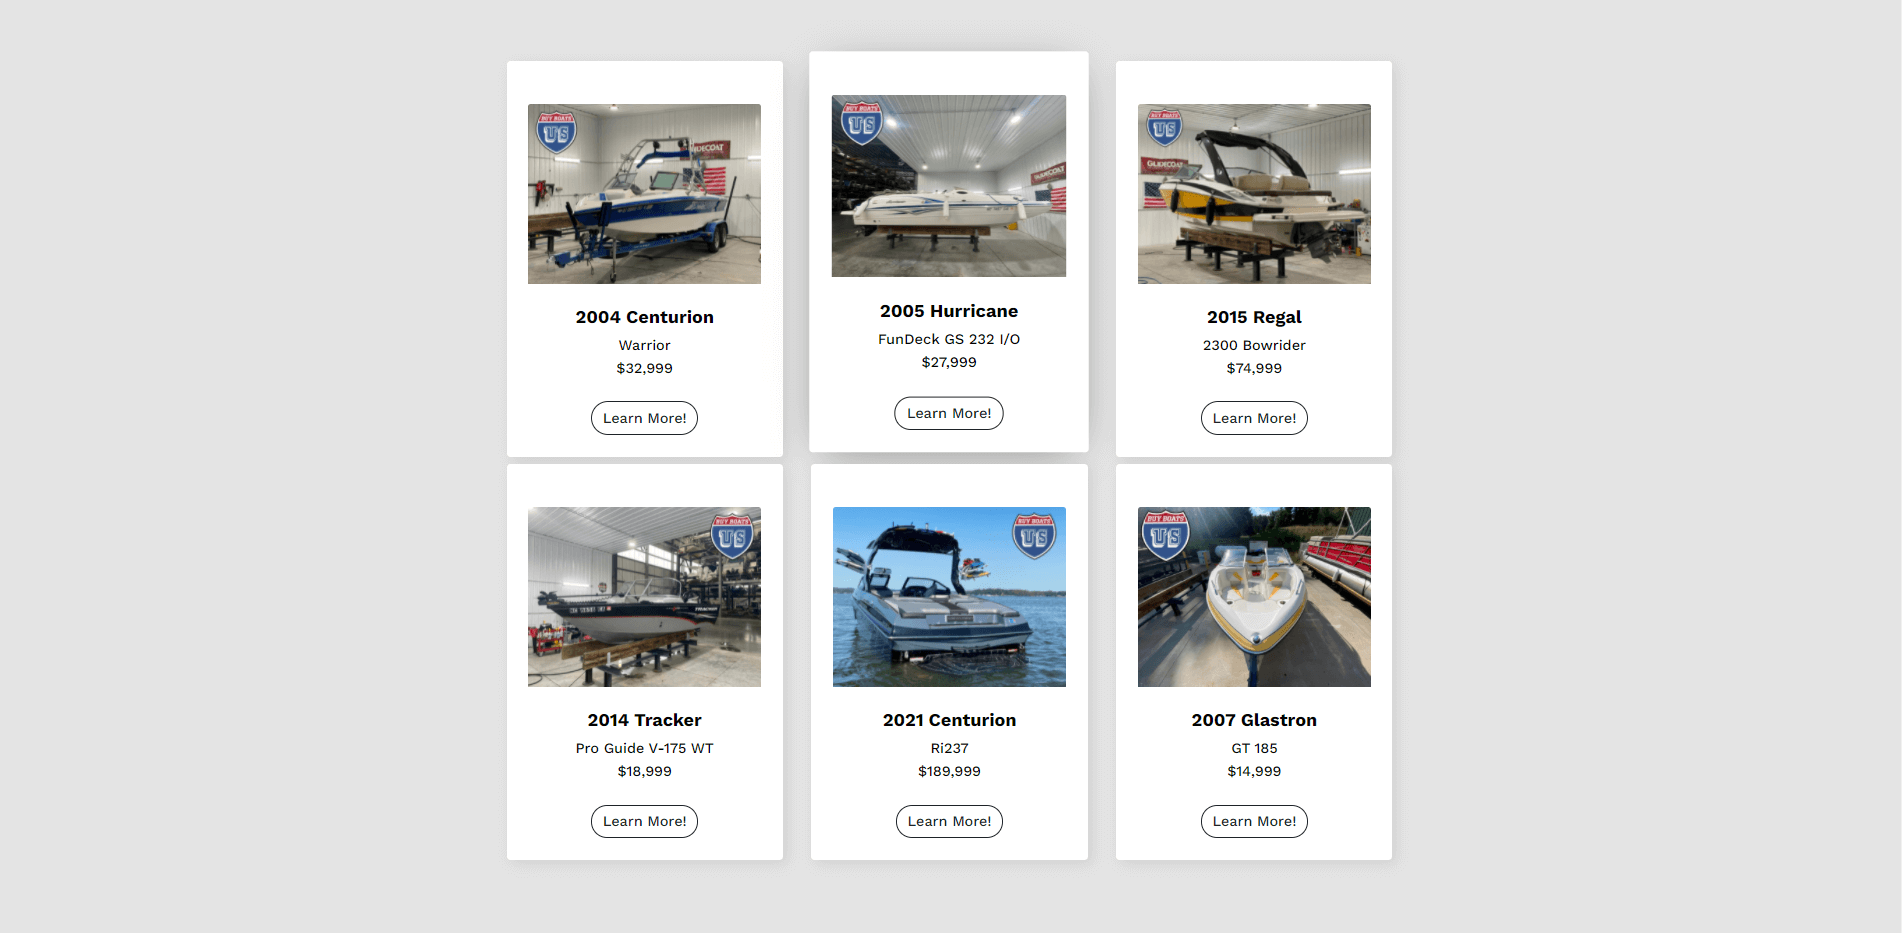 BUY BOATS
US
GLIDECOAT
2004 Centurion
Warrior
$32,999
Learn More!
BUY BOATS
US
2005 Hurricane
FunDeck GS 232 I/O
$27,999
Learn More!
BUY BOATS
US
GLIDECOAT
2015 Regal
2300 Bowrider
$74,999
Learn More!
BUY BOATS
US
TRACKER
2014 Tracker
Pro Guide V-175 WT
$18,999
Learn More!
BUY BOATS
US
2021 Centurion
Ri237
$189,999
Learn More!
BUY BOATS
US
2007 Glastron
GT 185
$14,999
Learn More!